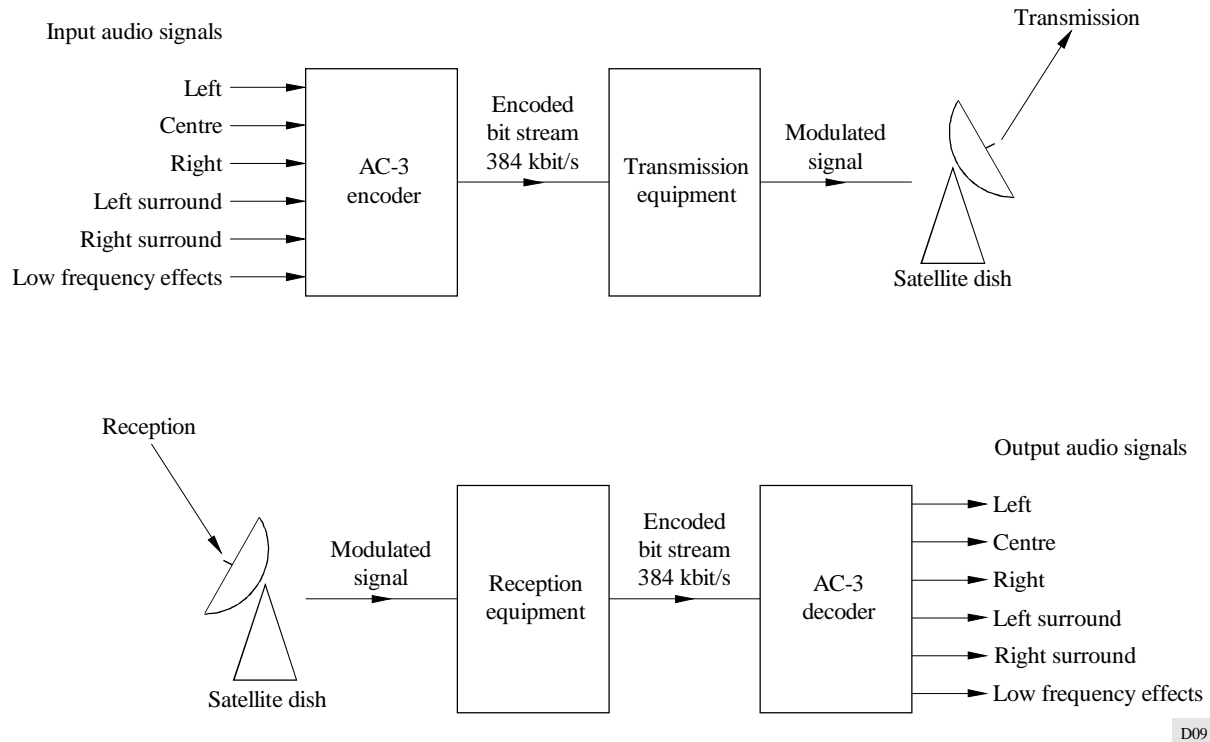 Input audio signals
Left
Centre
Right
Left surround
Right surround
Low frequency effects
AC-3
encoder
Encoded
bit stream
384 kbit/s
Transmission
equipment
Modulated
signal
Transmission
Satellite dish
Reception
Satellite dish
Modulated
signal
Reception
equipment
Encoded
bit stream
384 kbit/s
AC-3
decoder
Output audio signals
Left
Centre
Right
Left surround
Right surround
Low frequency effects
D09